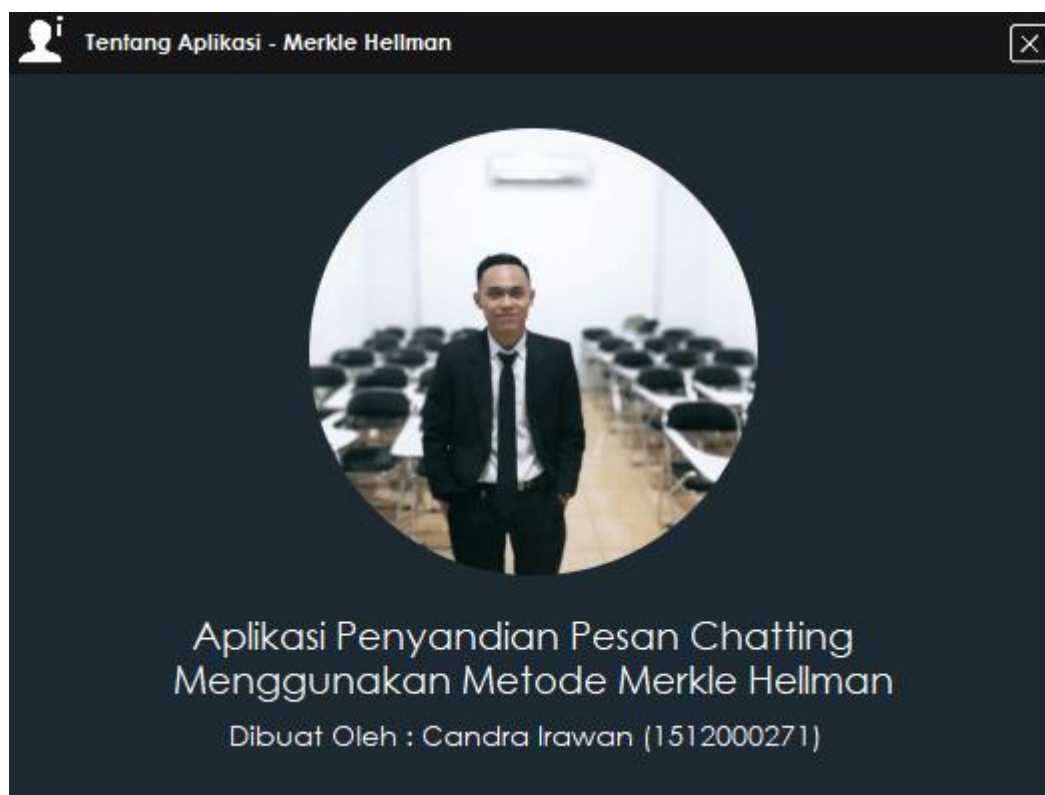 Tentang Aplikasi - Merkle Hellman
Aplikasi Penyandian Pesan Chatting
Menggunakan Metode Merkle Hellman
Dibuat Oleh : Candra Irawan (1512000271)